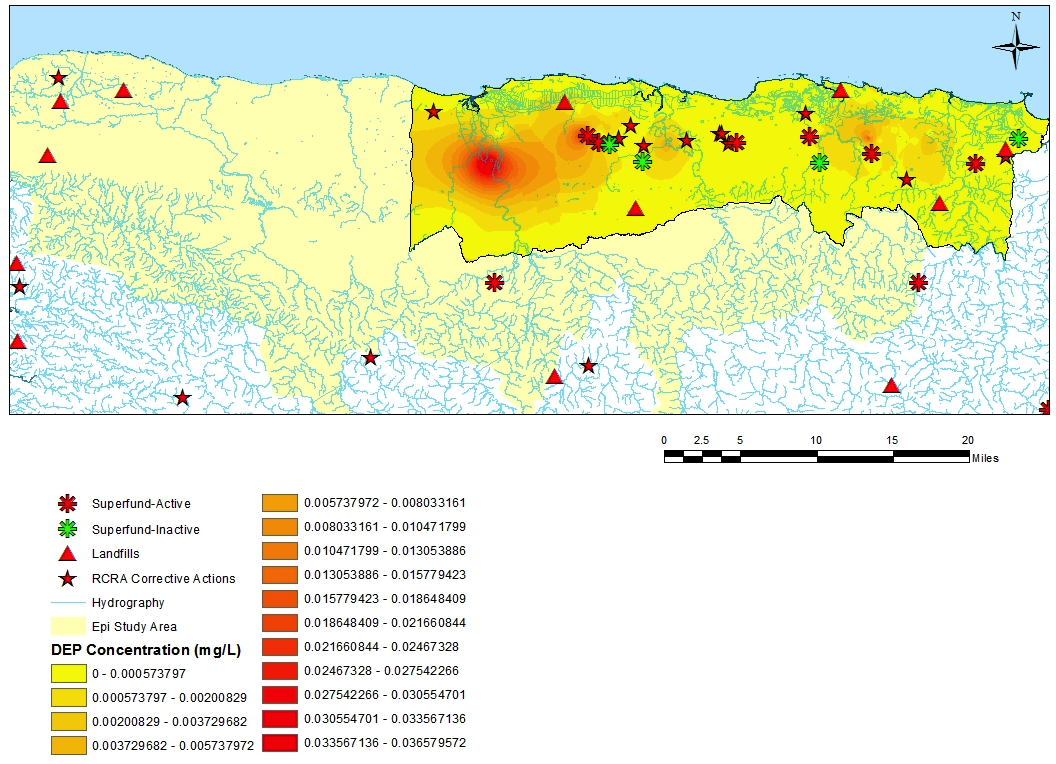 N
0 2.5 5 10 15 20
Miles
Superfund-Active
Superfund-Inactive
Landfills
RCRA Corrective Actions
Hydrography
Epi Study Area
DEP Concentration (mg/L)
0 - 0.000573797
0.000573797 - 0.00200829
0.00200829 - 0.003729682
0.003729682 - 0.005737972
0.005737972 - 0.008033161
0.008033161 - 0.010471799
0.010471799 - 0.013053886
0.013053886 - 0.015779423
0.015779423 - 0.018648409
0.018648409 - 0.021660844
0.021660844 - 0.02467328
0.02467328 - 0.027542266
0.027542266 - 0.030554701
0.030554701 - 0.033567136
0.033567136 - 0.036579572